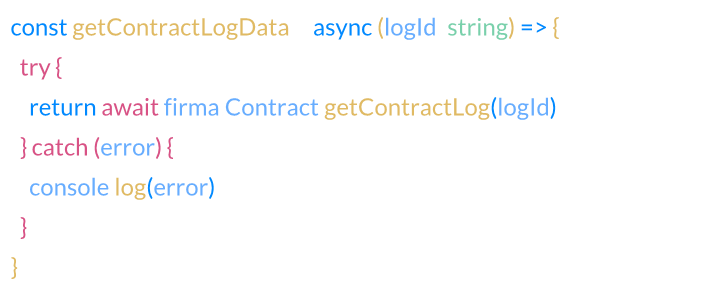 const getContractLogData async (logId string) => {
try {
return await firma Contract getContractLog(logId)
} catch (error) {
console log(error)
}
}